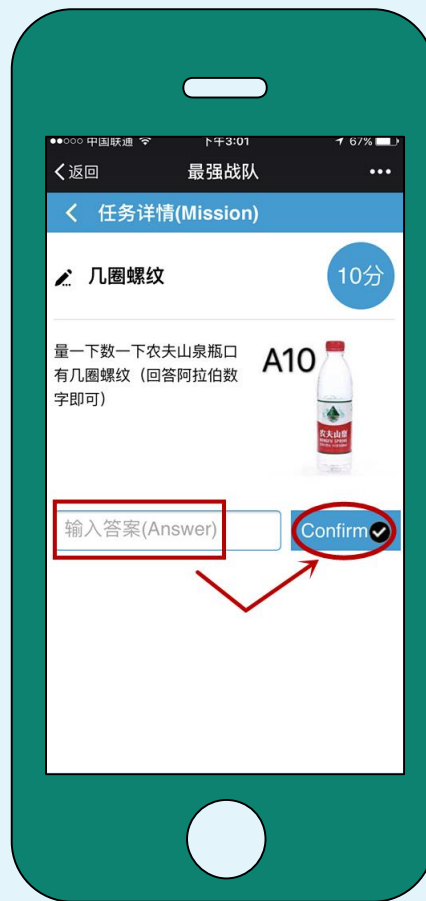 ●●○○○ 中国联通 下午3:01 67%
返回 最强战队 •••
任务详情(Mission)
几圈螺纹 10分
量一下数一下农夫山泉瓶口
有几圈螺纹（回答阿拉伯数
字即可）
A10
农夫山泉
输入答案(Answer) Confirm